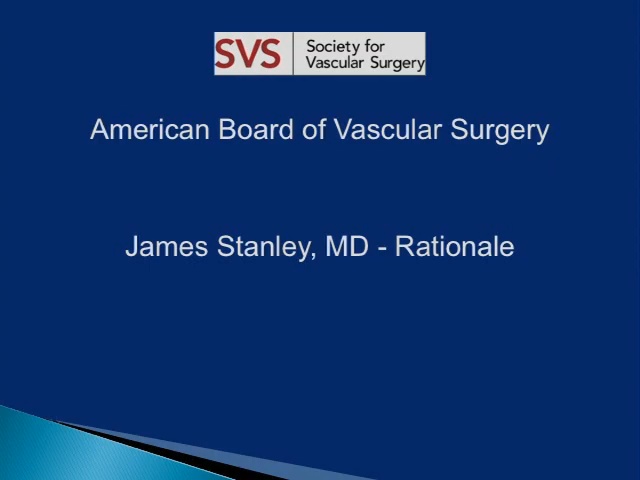 SVS
Society for
Vascular Surgery
American Board of Vascular Surgery
James Stanley, MD - Rationale